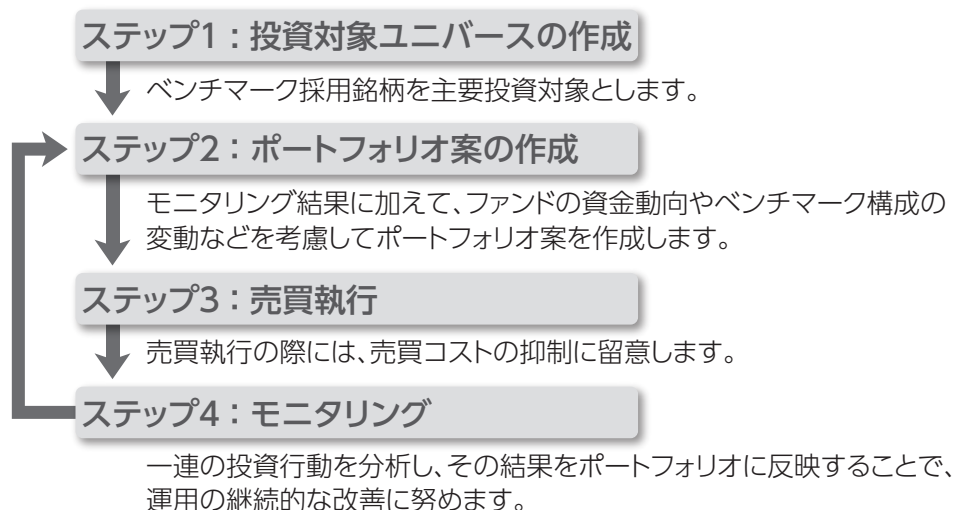 ステップ1：投資対象ユニバースの作成
ベンチマーク採用銘柄を主要投資対象とします。
ステップ2：ポートフォリオ案の作成
モニタリング結果に加えて、ファンドの資金動向やベンチマーク構成の
変動などを考慮してポートフォリオ案を作成します。
ステップ3：売買執行
売買執行の際には、売買コストの抑制に留意します。
ステップ4：モニタリング
一連の投資行動を分析し、その結果をポートフォリオに反映することで、
運用の継続的な改善に努めます。